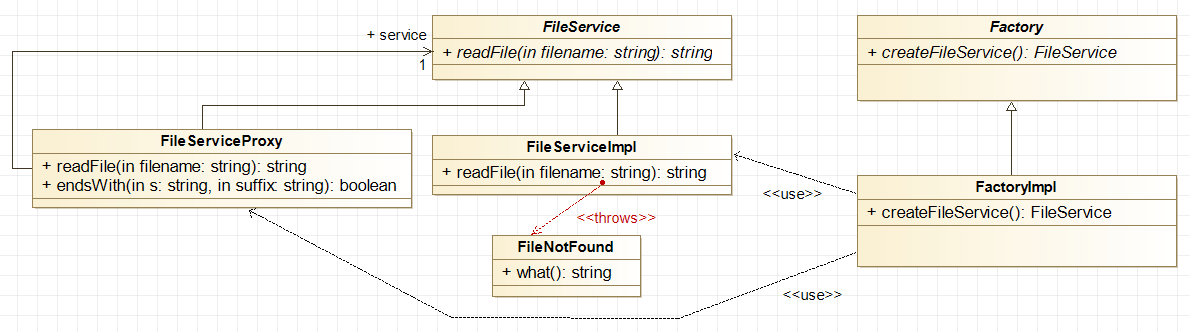 FileService
+ readFile(in filename: string): string
+ service
1
Factory
+ createFileService(): FileService
FileServiceProxy
+ readFile(in filename: string): string
+ endsWith(in s: string, in suffix: string): boolean
FileServiceImpl
+ readFile(in filename: string): string
<<use>>
FactoryImpl
+ createFileService(): FileService
<<throws>>
FileNotFound
+ what(): string
<<use>>